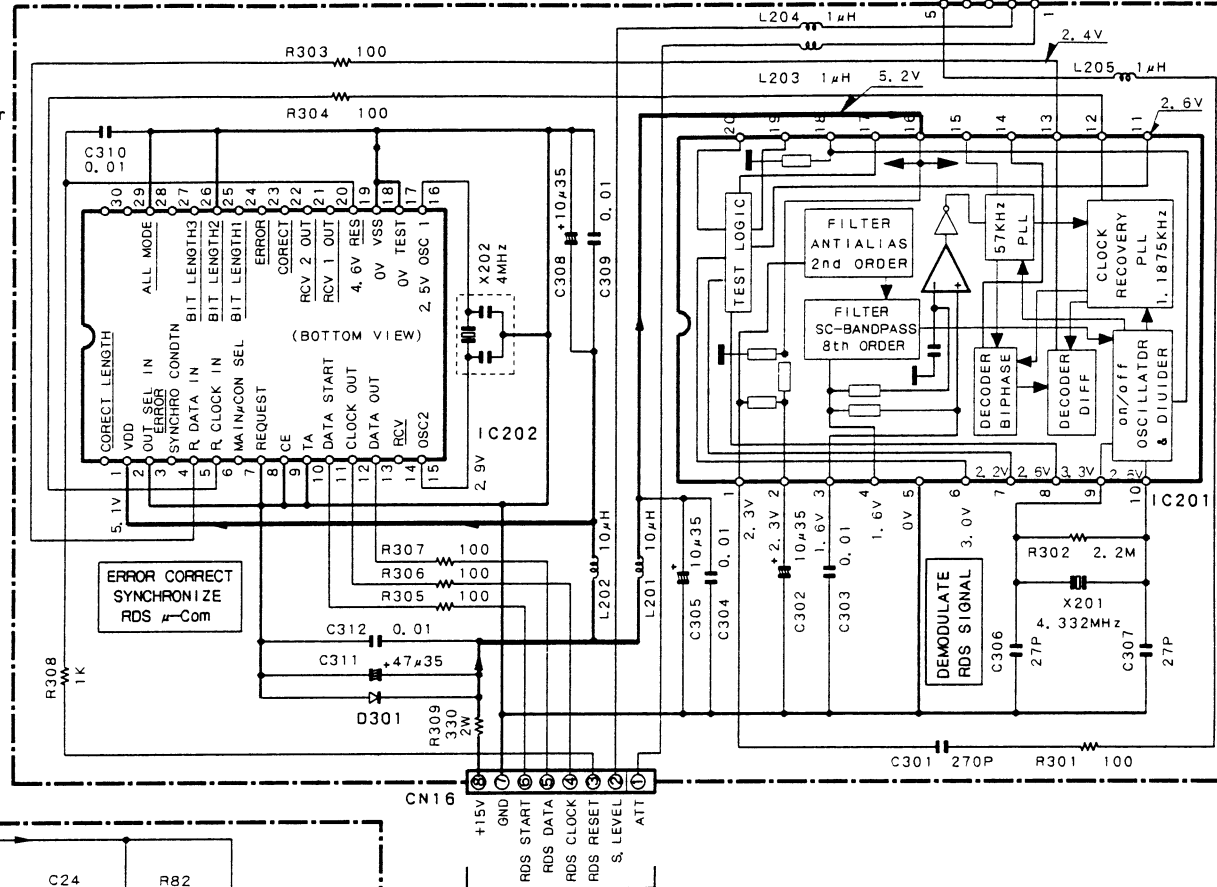 L204 1μH
5
1
2.4V
R303 100
L203 1μH
5.2V
L205 1μH
R304 100
2.6V
C310
0.01
20 19 18 17 16 15 14 13 12 11
30 29 28 27 26 25 24 23 22 21 20 19 18 17 16
ALL MODE
BIT LENGTH3
BIT LENGTH2
BIT LENGTH1
ERROR
CORECT
RCV 2 OUT
RCV 1 OUT
4.6V RES
0V VSS
0V TEST
2.5V OSC 1
X202
4MHz
+10μ35
C308
0.01
C309
TEST LOGIC
FILTER
ANTIALIAS
2nd ORDER
FILTER
SC-BANDPASS
8th ORDER
+
57KHz
PLL
CLOCK
RECOVERY
PLL
1.1875KHz
DECODER
BIPHASE
DECODER
DIFF
on/off
OSCILLATDR
& DIUIDER
(BOTTOM VIEW)
CORECT LENGTH
VDD
OUT SEL IN
ERROR
SYNCHRO CONDTN
R DATA IN
R CLOCK IN
MAINμCON SEL
REQUEST
CE
TA
DATA START
CLOCK OUT
DATA OUT
RCV
OSC2
IC202
1 2 3 4 5 6 7 8 9 10 11 12 13 14 15
5.1V
2.9V
1 2 3 4 5 6 7 8 9 10
IC201
2.3V
+2.3V
1.6V
1.6V
0V
3.0V
2.2V
2.6V
3.3V
2.6V
ERROR CORRECT
SYNCHRONIZE
RDS μ-Com
R307 100
R306 100
R305 100
10μH
L202
10μH
L201
+10μ35
C305
0.01
C304
10μ35
C302
0.01
C303
R302 2.2M
X201
4.332MHz
C306
27P
C307
27P
DEMODULATE
RDS SIGNAL
C312 0.01
C311 +47μ35
D301
R308
1K
R309
330
2W
C301 270P
R301 100
CN16
8 7 6 5 4 3 2 1
+15V
GND
RDS START
RDS DATA
RDS CLOCK
RDS RESET
S.LEVEL
ATT
C24
R82